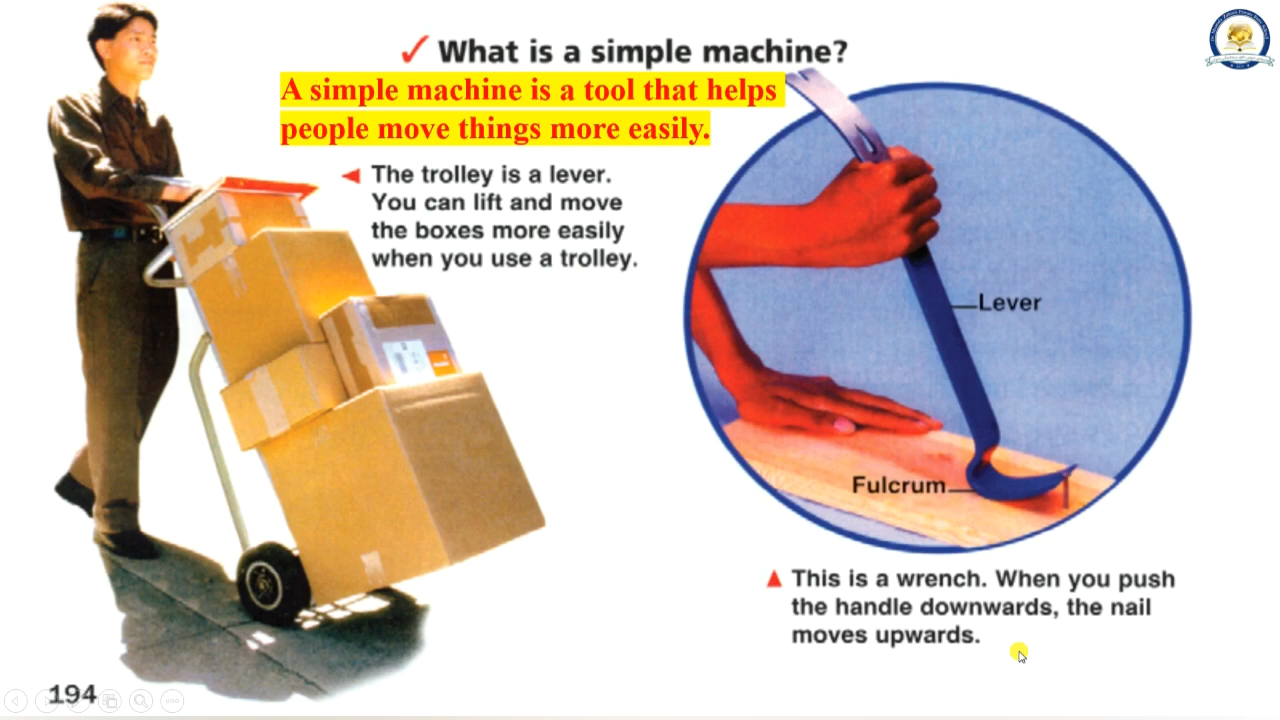 ✓ What is a simple machine?
A simple machine is a tool that helps
people move things more easily.
The trolley is a lever.
You can lift and move
the boxes more easily
when you use a trolley.
Lever
Fulcrum
This is a wrench. When you push
the handle downwards, the nail
moves upwards.
194